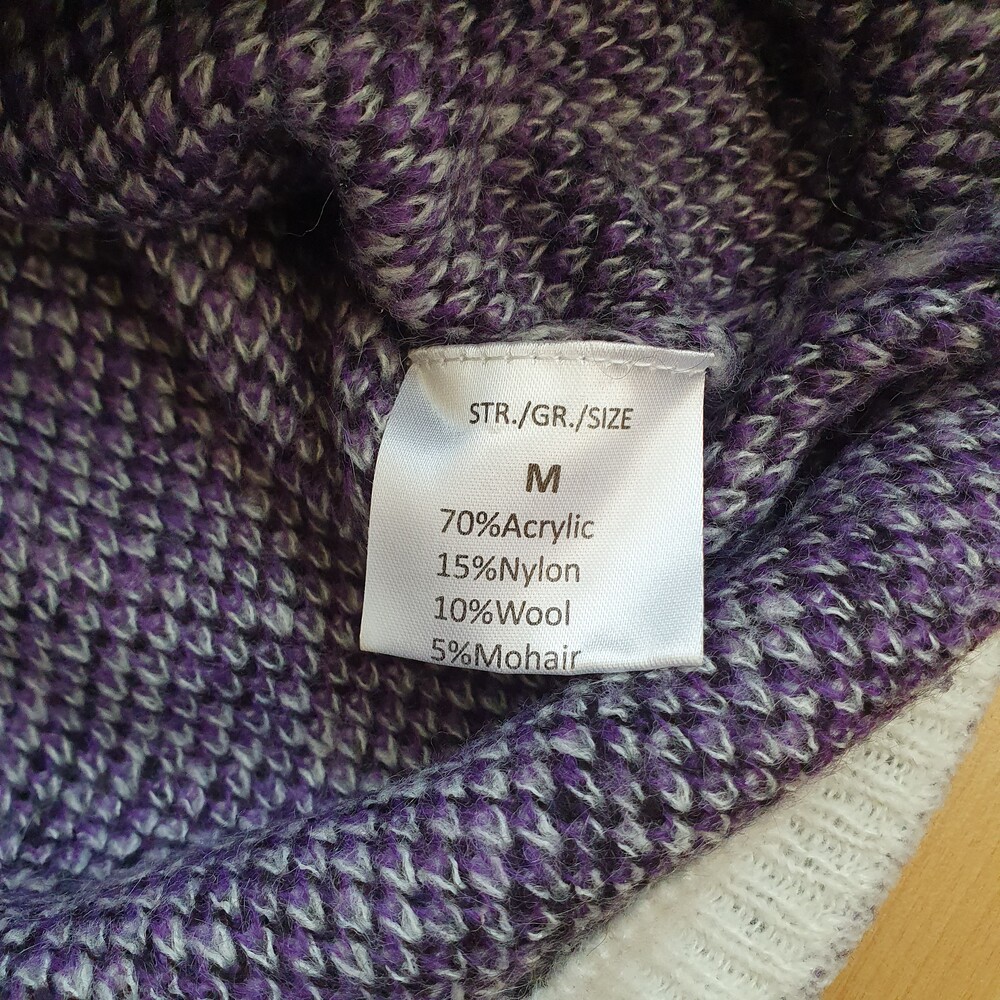 STR./GR./SIZE
M
70%Acrylic
15%Nylon
10%Wool
5%Mohair